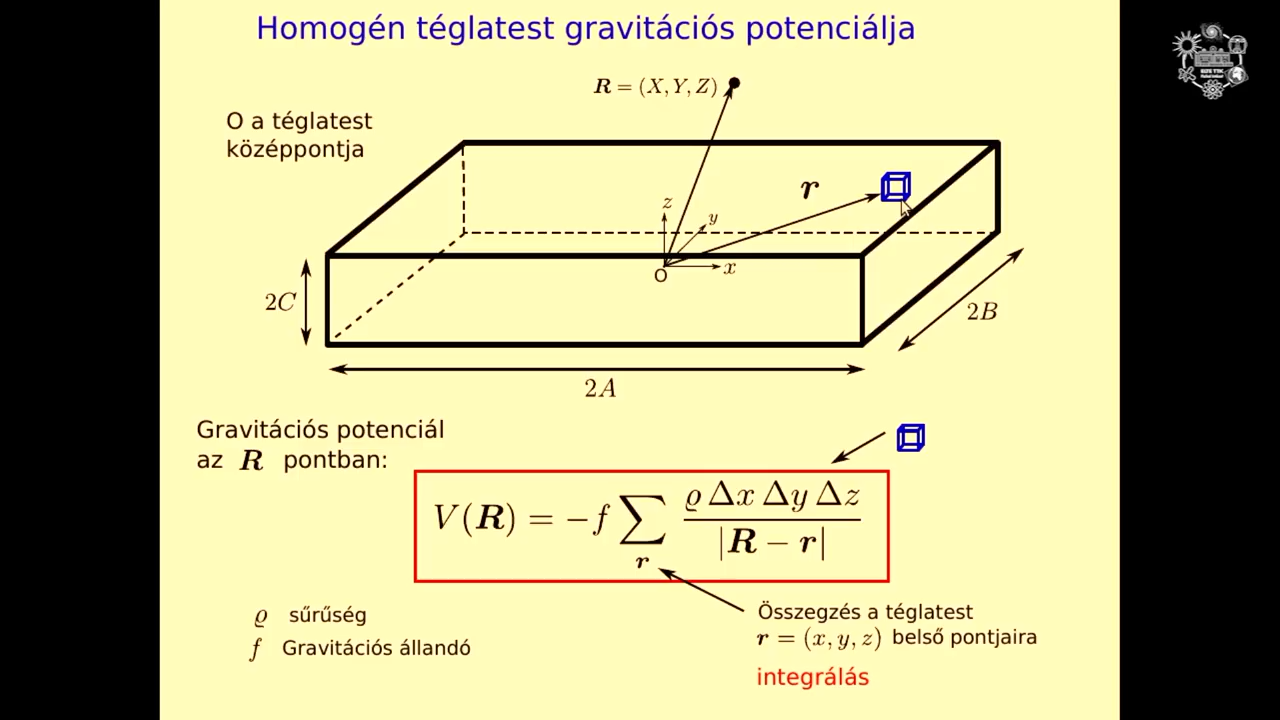 Homogén téglatest gravitációs potenciálja
R = (X, Y, Z)
O a téglatest
középpontja
r
z
y
x
O
2C
2B
2A
Gravitációs potenciál
az R pontban:
V(R) = −f ∑_r ϱ Δx Δy Δz / |R − r|
ϱ sűrűség
f Gravitációs állandó
Összegzés a téglatest
r = (x, y, z) belső pontjaira
integrálás